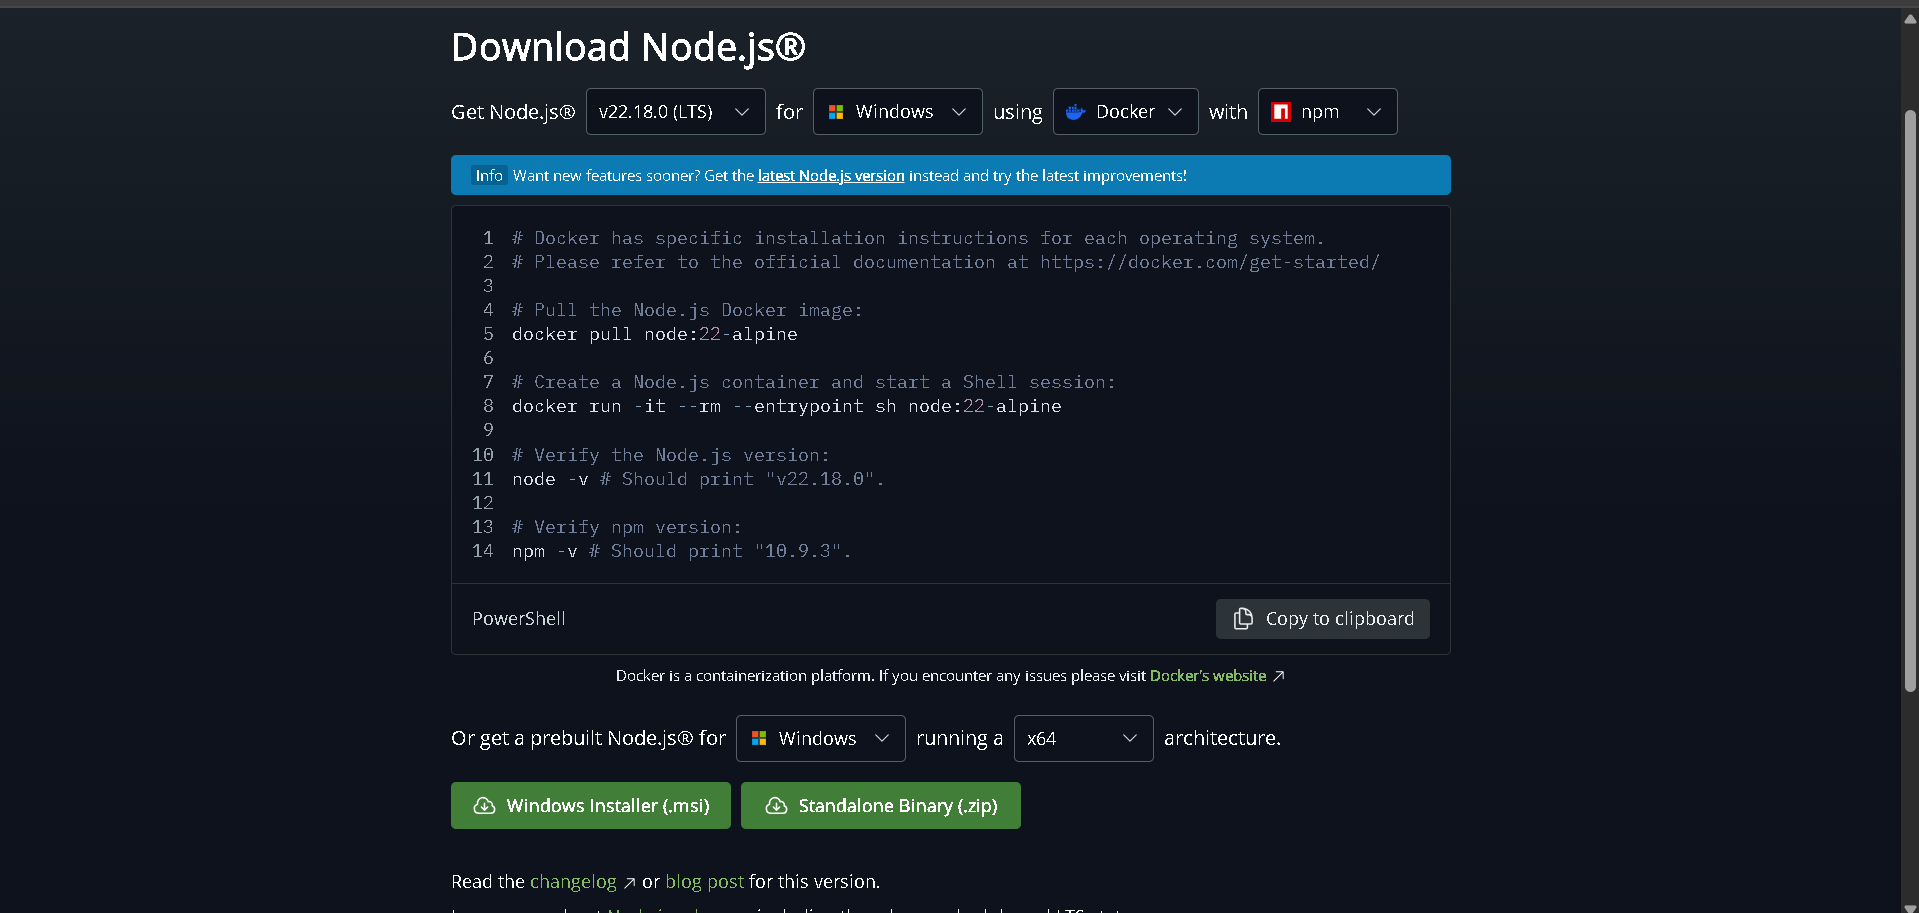 Download Node.js®
Get Node.js® v22.18.0 (LTS) for Windows using Docker with npm
Info Want new features sooner? Get the latest Node.js version instead and try the latest improvements!
1 # Docker has specific installation instructions for each operating system.
2 # Please refer to the official documentation at https://docker.com/get-started/
3
4 # Pull the Node.js Docker image:
5 docker pull node:22-alpine
6
7 # Create a Node.js container and start a Shell session:
8 docker run -it --rm --entrypoint sh node:22-alpine
9
10 # Verify the Node.js version:
11 node -v # Should print "v22.18.0".
12
13 # Verify npm version:
14 npm -v # Should print "10.9.3".
PowerShell Copy to clipboard
Docker is a containerization platform. If you encounter any issues please visit Docker's website
Or get a prebuilt Node.js® for Windows running a x64 architecture.
Windows Installer (.msi) Standalone Binary (.zip)
Read the changelog or blog post for this version.